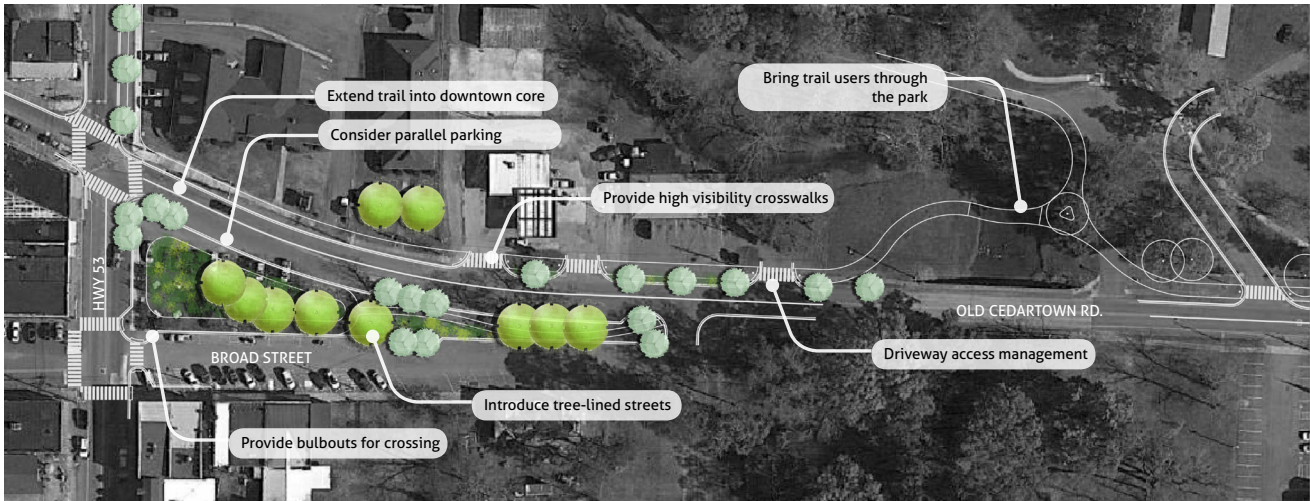 Bring trail users through
the park
Extend trail into downtown core
Consider parallel parking
Provide high visibility crosswalks
HWY 53
OLD CEDARTOWN RD.
BROAD STREET
Driveway access management
Introduce tree-lined streets
Provide bulbouts for crossing